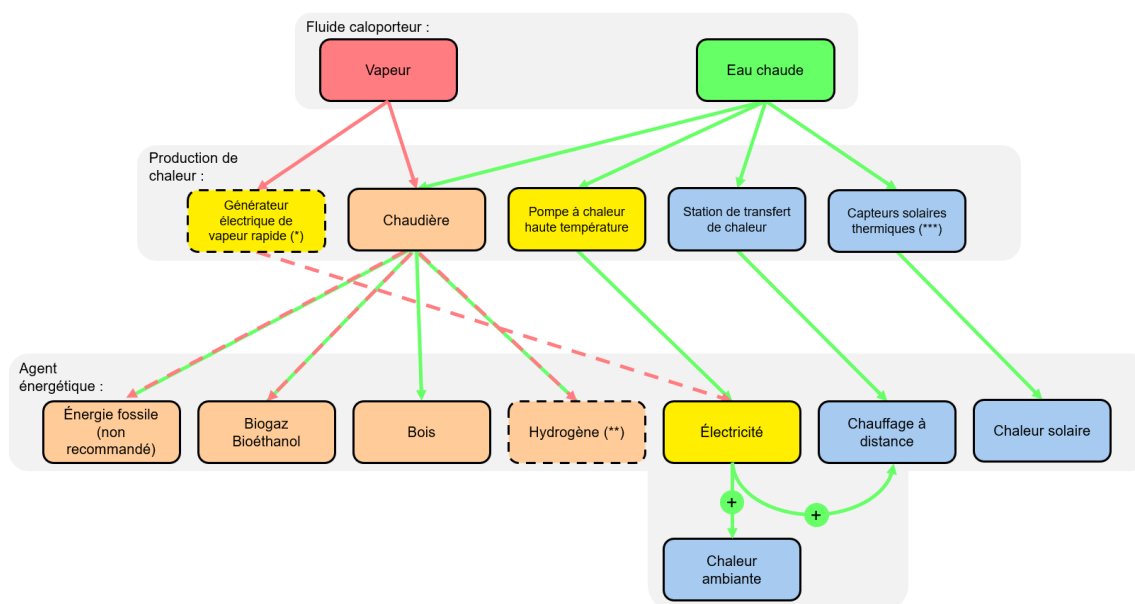 Fluide caloporteur :
Vapeur
Eau chaude
Production de
chaleur :
Générateur
électrique de
vapeur rapide (*)
Chaudière
Pompe à chaleur
haute température
Station de transfert
de chaleur
Capteurs solaires
thermiques (***)
Agent
énergétique :
Énergie fossile
(non
recommandé)
Biogaz
Bioéthanol
Bois
Hydrogène (**)
Électricité
Chauffage à
distance
Chaleur solaire
+
+
Chaleur
ambiante